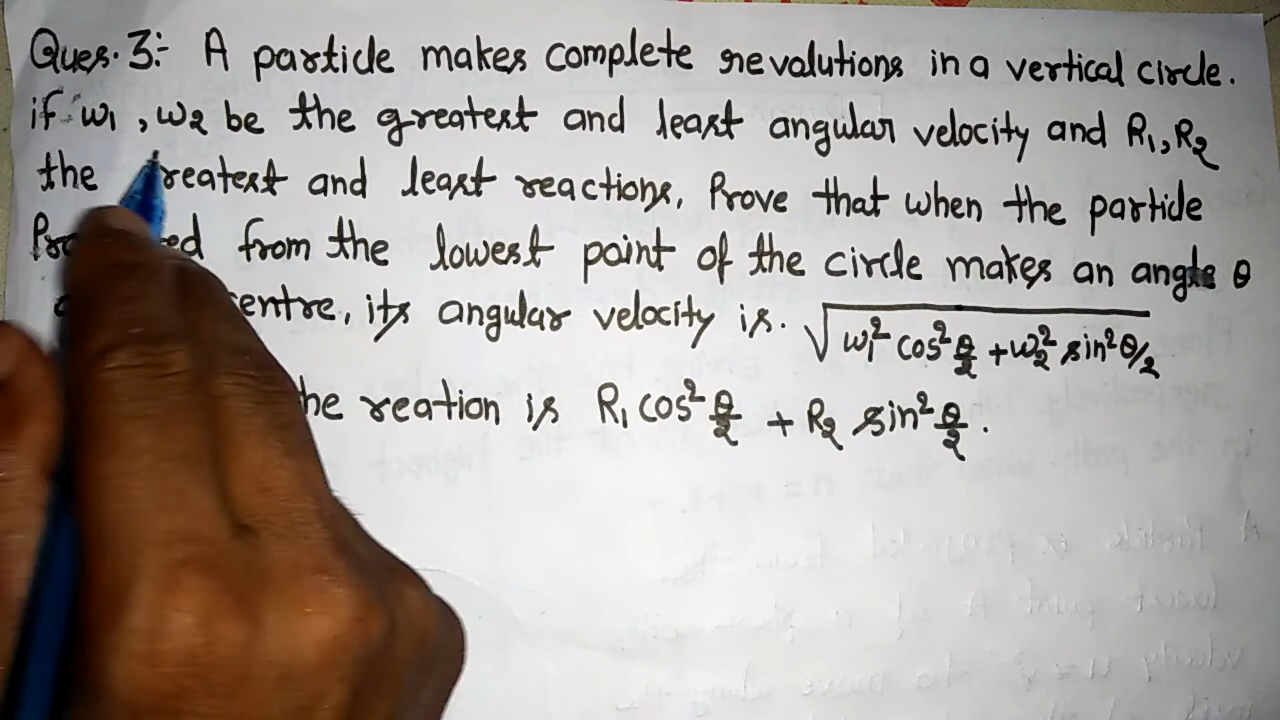 Ques. 3:- A particle makes complete revalutions in a vertical circle.
if ω1, ω2 be the greatest and least angular velocity and R1, R2
the reatest and least reactions, Prove that when the particle
from the lowest point of the circle makes an angle θ
entre, its angular velocity is. √(ω1² cos² θ/2 + ω2² sin² θ/2)
he reation is R1 cos² θ/2 + R2 sin² θ/2.